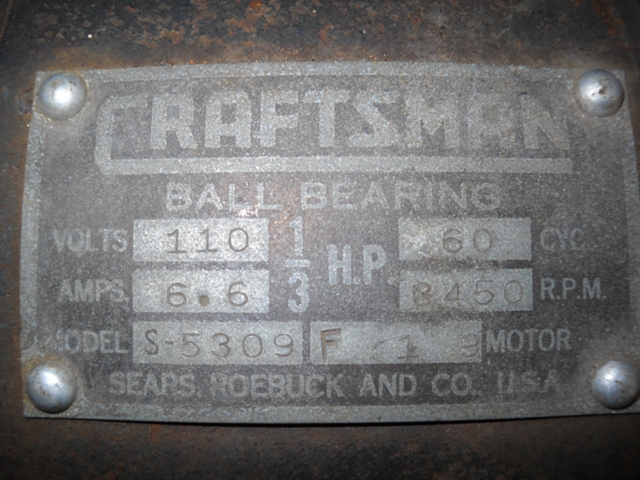 CRAFTSMAN
BALL BEARING
VOLTS 110 1/3 H.P. 60 CYC.
AMPS. 6.6 3450 R.P.M.
MODEL S-5309 F MOTOR
SEARS, ROEBUCK AND CO., U.S.A.